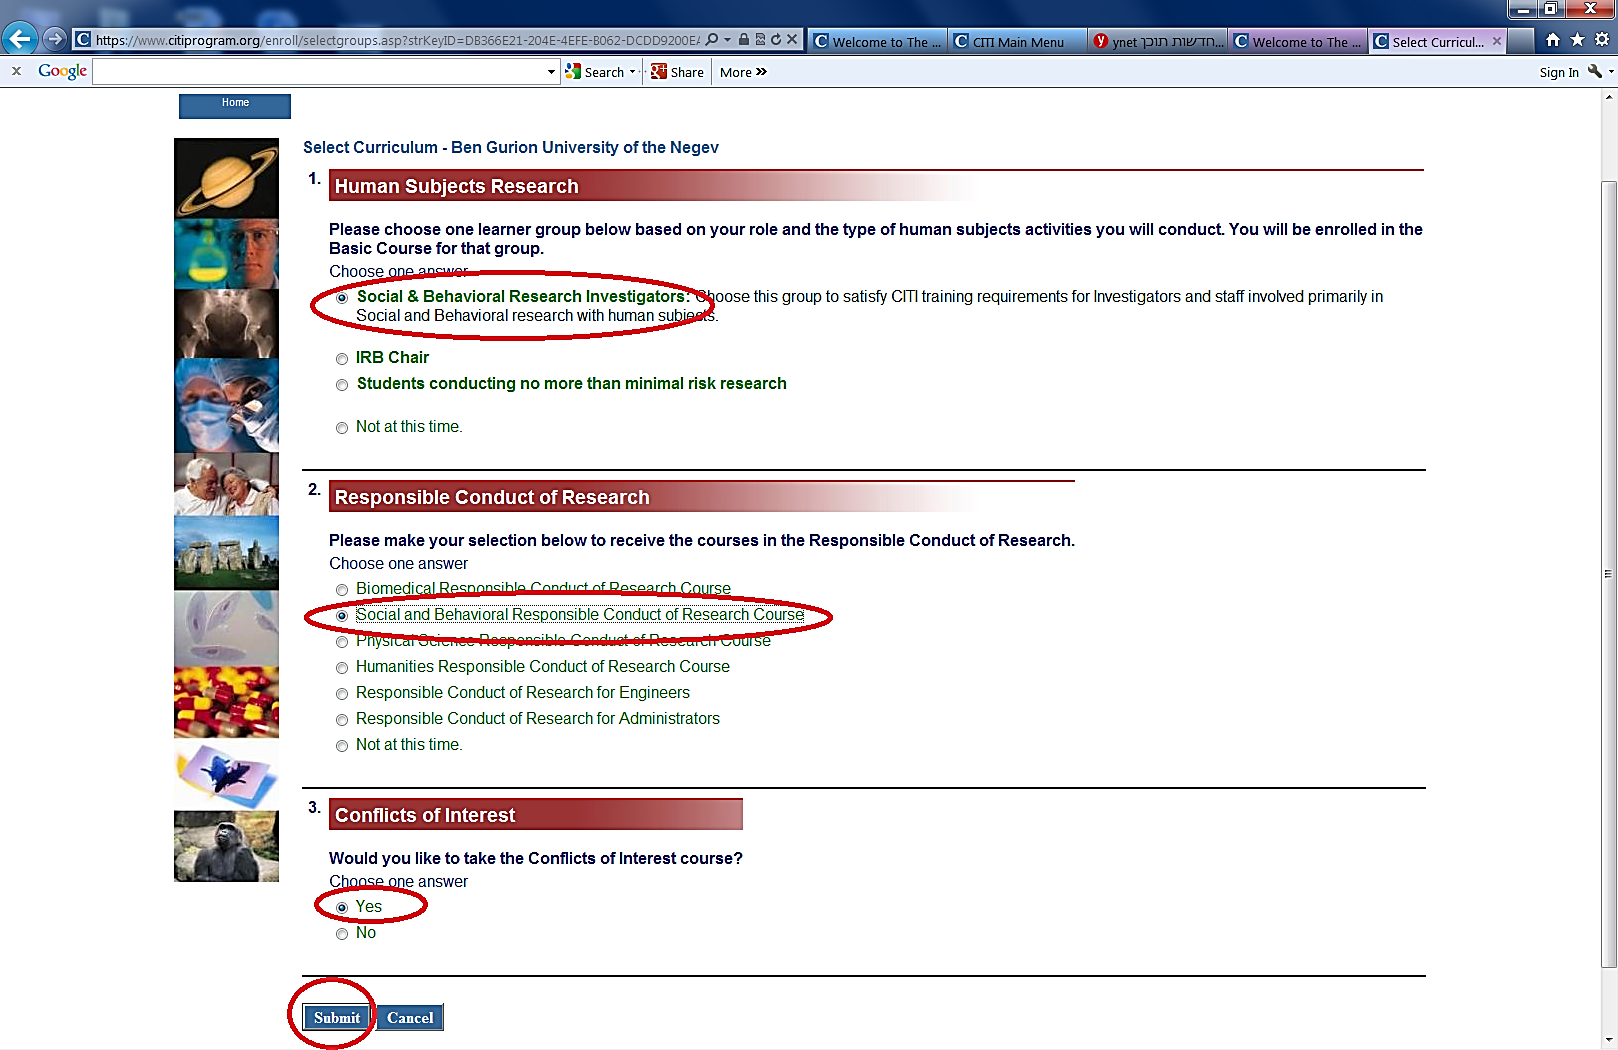 https://www.citiprogram.org/enroll/selectgroups.asp?strKeyID=DB366E21-204E-4EFE-B062-DCDD9200EA
Welcome to The ...
CITI Main Menu
ynet חדשות תוכן...
Welcome to The ...
Select Curricul...
Google
Search
Share
More »
Sign In
Home
Select Curriculum - Ben Gurion University of the Negev
1.
Human Subjects Research
Please choose one learner group below based on your role and the type of human subjects activities you will conduct. You will be enrolled in the
Basic Course for that group.
Choose one answer
Social & Behavioral Research Investigators: Choose this group to satisfy CITI training requirements for Investigators and staff involved primarily in
Social and Behavioral research with human subjects.
IRB Chair
Students conducting no more than minimal risk research
Not at this time.
2.
Responsible Conduct of Research
Please make your selection below to receive the courses in the Responsible Conduct of Research.
Choose one answer
Biomedical Responsible Conduct of Research Course
Social and Behavioral Responsible Conduct of Research Course
Physical Science Responsible Conduct of Research Course
Humanities Responsible Conduct of Research Course
Responsible Conduct of Research for Engineers
Responsible Conduct of Research for Administrators
Not at this time.
3.
Conflicts of Interest
Would you like to take the Conflicts of Interest course?
Choose one answer
Yes
No
Submit
Cancel